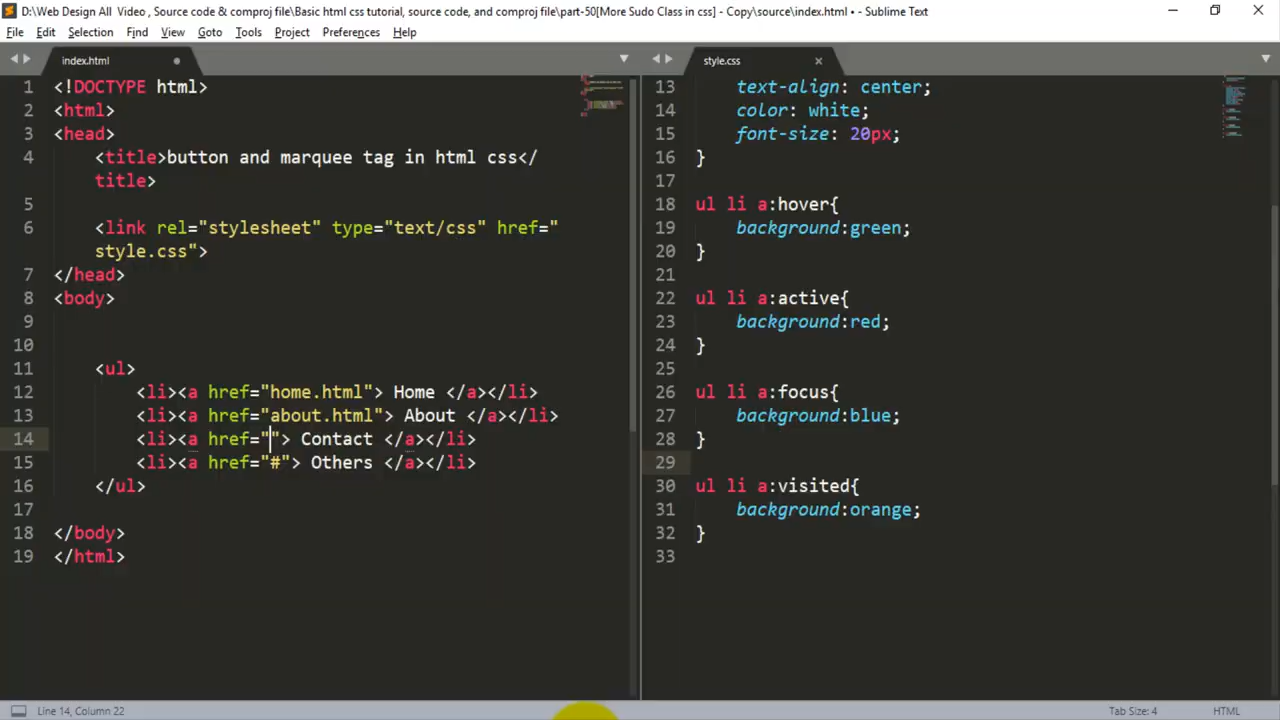 D:\Web Design All  Video , Source code & comproj file\Basic html css tutorial, source code, and comproj file\part-50[More Sudo Class in css] - Copy\source\index.html • - Sublime Text
File Edit Selection Find View Goto Tools Project Preferences Help
index.html
style.css
1 <!DOCTYPE html>
2 <html>
3 <head>
4 <title>button and marquee tag in html css</
title>
5
6 <link rel="stylesheet" type="text/css" href="
style.css">
7 </head>
8 <body>
9
10
11 <ul>
12 <li><a href="home.html"> Home </a></li>
13 <li><a href="about.html"> About </a></li>
14 <li><a href=""> Contact </a></li>
15 <li><a href="#"> Others </a></li>
16 </ul>
17
18 </body>
19 </html>
13 text-align: center;
14 color: white;
15 font-size: 20px;
16 }
17
18 ul li a:hover{
19 background:green;
20 }
21
22 ul li a:active{
23 background:red;
24 }
25
26 ul li a:focus{
27 background:blue;
28 }
29
30 ul li a:visited{
31 background:orange;
32 }
33
Line 14, Column 22
Tab Size: 4
HTML